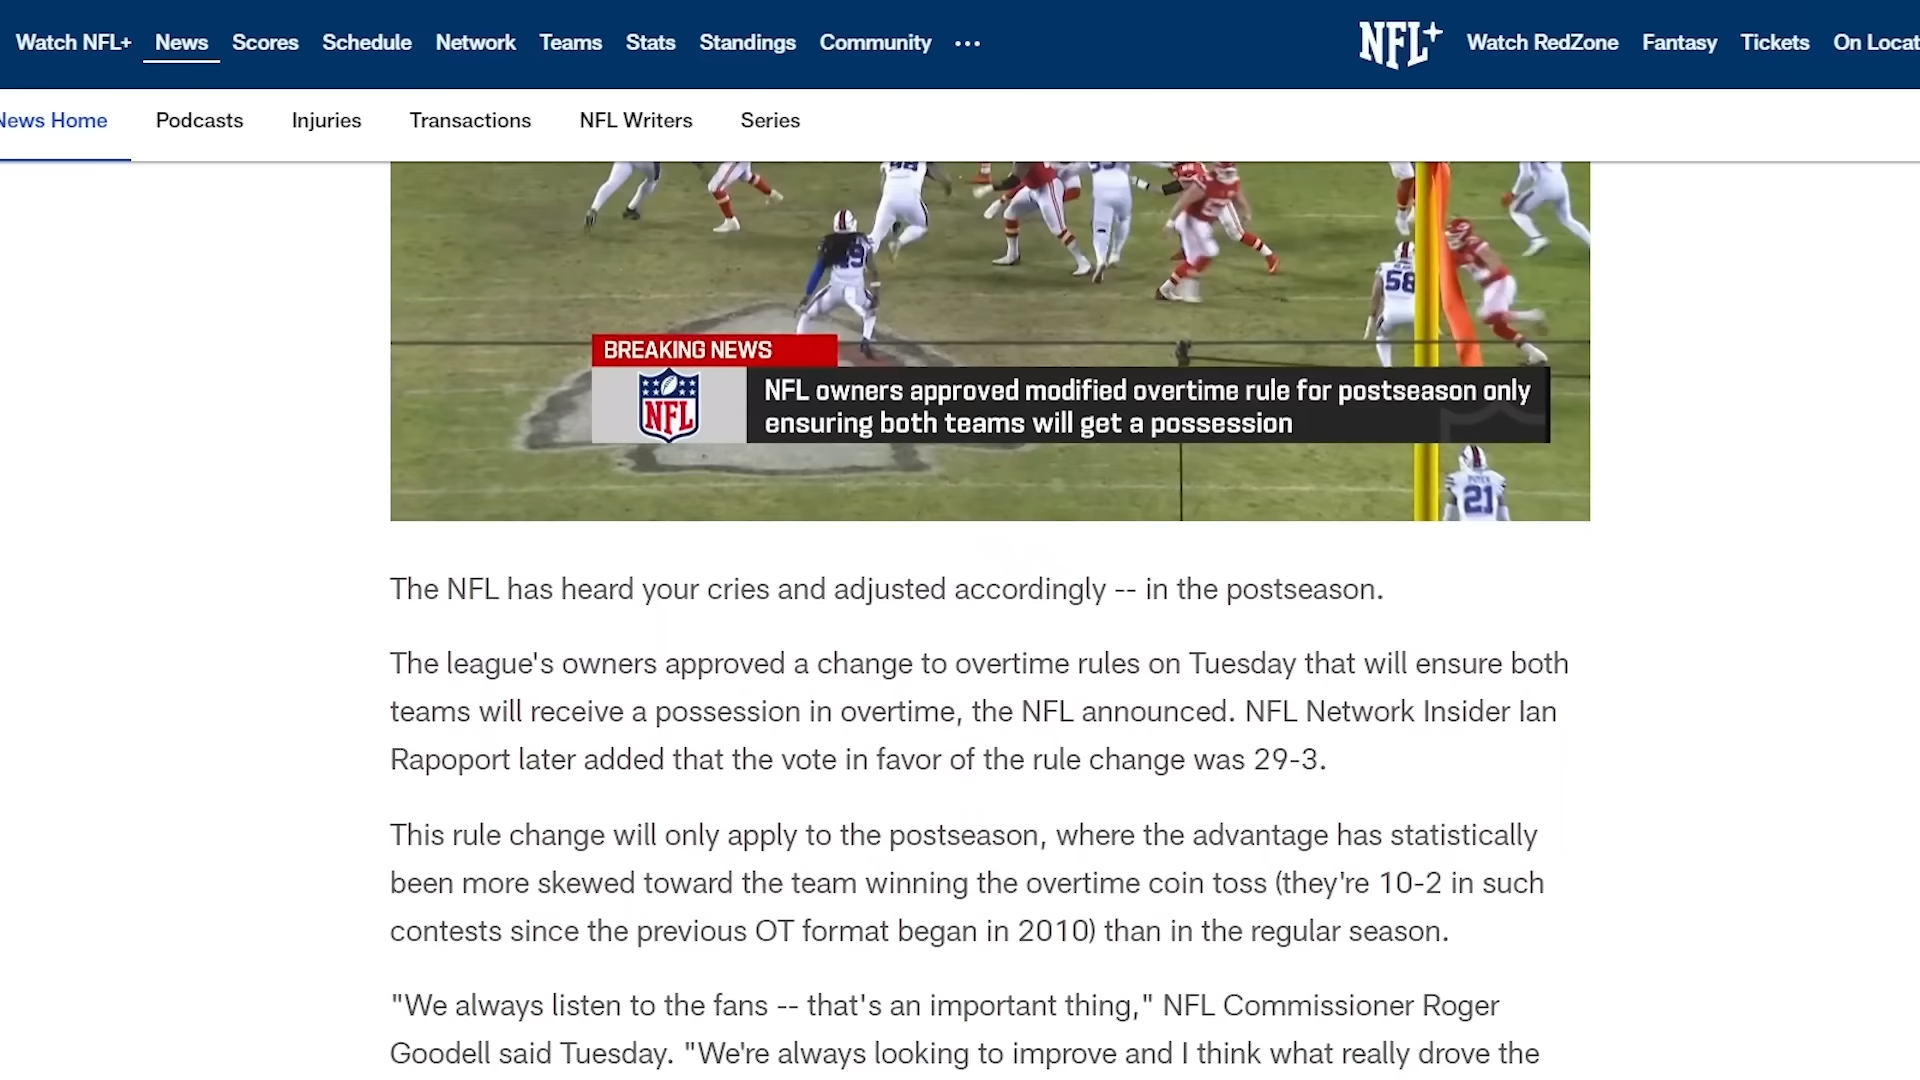 Watch NFL+ News Scores Schedule Network Teams Stats Standings Community ... NFL+ Watch RedZone Fantasy Tickets On Locat
News Home Podcasts Injuries Transactions NFL Writers Series
58
BREAKING NEWS
NFL
NFL owners approved modified overtime rule for postseason only
ensuring both teams will get a possession
21
The NFL has heard your cries and adjusted accordingly -- in the postseason.
The league's owners approved a change to overtime rules on Tuesday that will ensure both
teams will receive a possession in overtime, the NFL announced. NFL Network Insider Ian
Rapoport later added that the vote in favor of the rule change was 29-3.
This rule change will only apply to the postseason, where the advantage has statistically
been more skewed toward the team winning the overtime coin toss (they're 10-2 in such
contests since the previous OT format began in 2010) than in the regular season.
"We always listen to the fans -- that's an important thing," NFL Commissioner Roger
Goodell said Tuesday. "We're always looking to improve and I think what really drove the